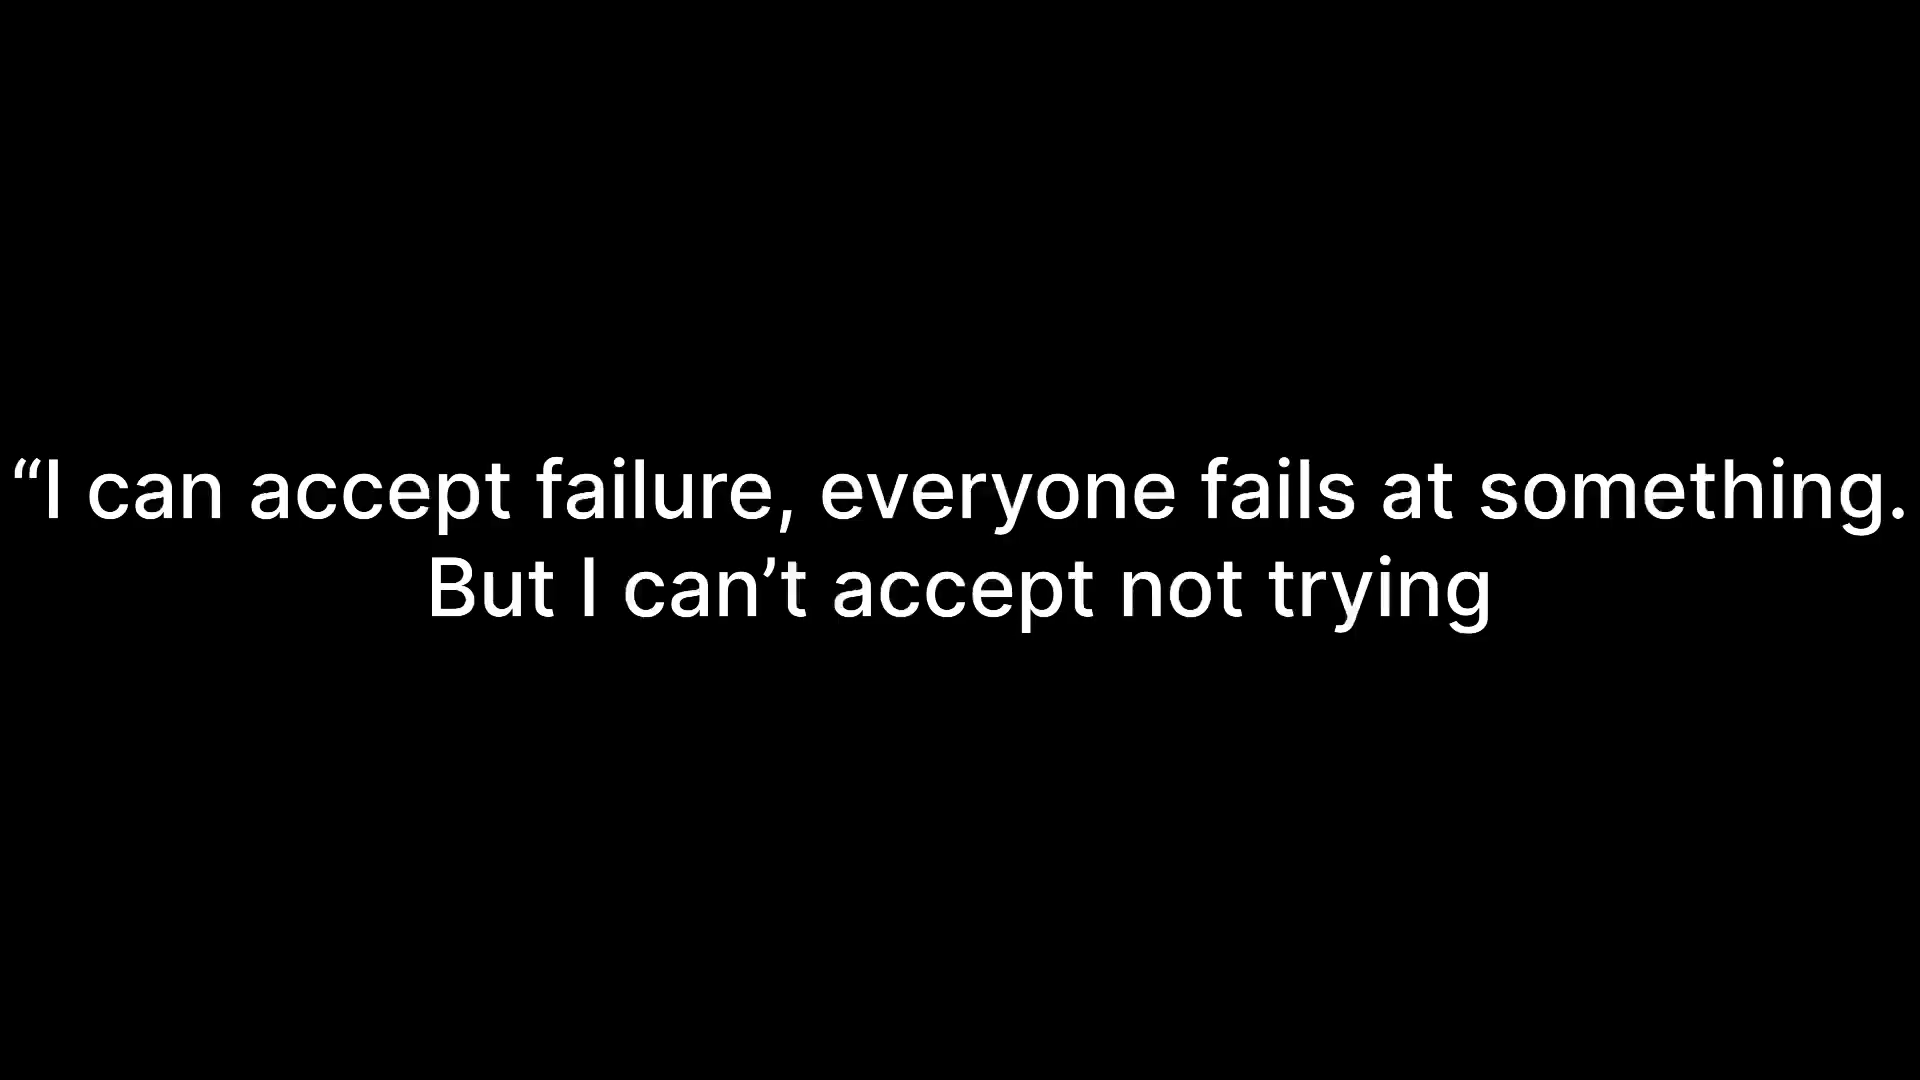 “I can accept failure, everyone fails at something.
But I can’t accept not trying